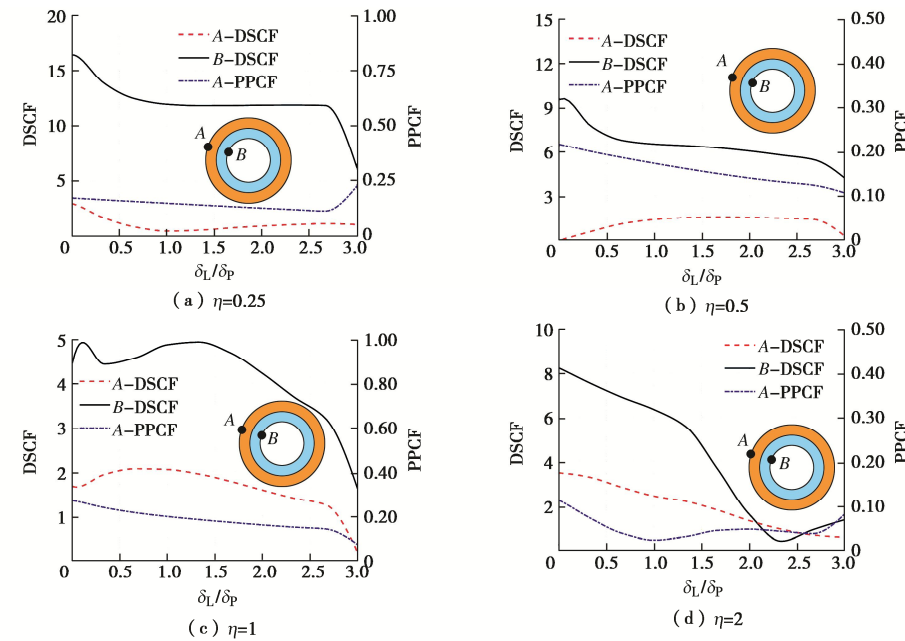 20
15
10
5
DSCF
1.00
0.75
0.50
0.25
0
PPCF
A-DSCF
B-DSCF
A-PPCF
A
B
0 0.5 1.0 1.5 2.0 2.5 3.0
δL/δP
(a) η=0.25
15
12
9
6
3
DSCF
0.50
0.40
0.30
0.20
0.10
0
PPCF
A-DSCF
B-DSCF
A-PPCF
A
B
0 0.5 1.0 1.5 2.0 2.5 3.0
δL/δP
(b) η=0.5
5
4
3
2
1
DSCF
1.00
0.80
0.60
0.40
0.20
0
PPCF
A-DSCF
B-DSCF
A-PPCF
A
B
0 0.5 1.0 1.5 2.0 2.5 3.0
δL/δP
(c) η=1
10
8
6
4
2
DSCF
0.50
0.40
0.30
0.20
0.10
0
PPCF
A-DSCF
B-DSCF
A-PPCF
A
B
0 0.5 1.0 1.5 2.0 2.5 3.0
δL/δP
(d) η=2